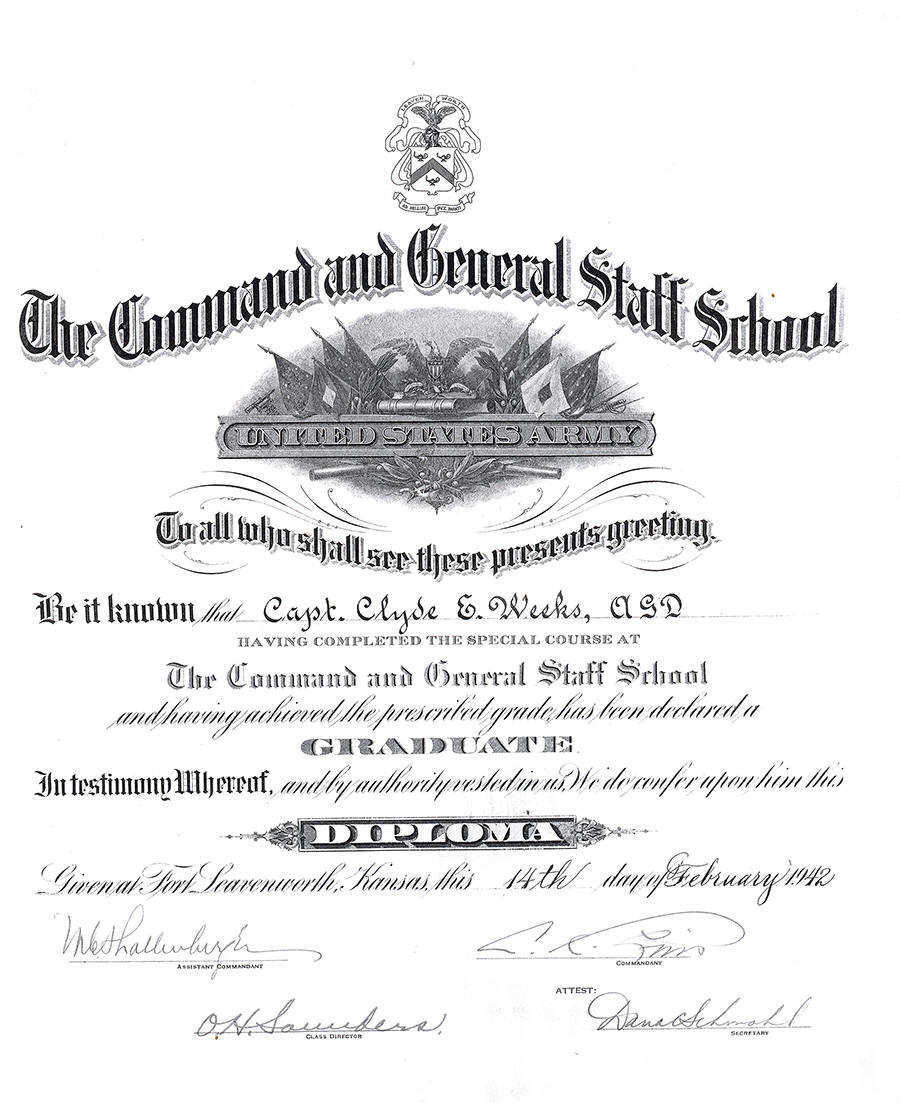 LEAVEN WORTH
AD BELLUM PACE PARATI
The Command and General Staff School
UNITED STATES ARMY
To all who shall see these presents greeting.
Be it known that Capt. Clyde E. Weeks, AGD
HAVING COMPLETED THE SPECIAL COURSE AT
The Command and General Staff School
and having achieved the prescribed grade, has been declared a
GRADUATE
In testimony Whereof, and by authority vested in us, We do confer upon him this
DIPLOMA
Given at Fort Leavenworth, Kansas, this 14th day of February 1942
ASSISTANT COMMANDANT
COMMANDANT
ATTEST:
O.H. Saunders.
CLASS DIRECTOR
SECRETARY